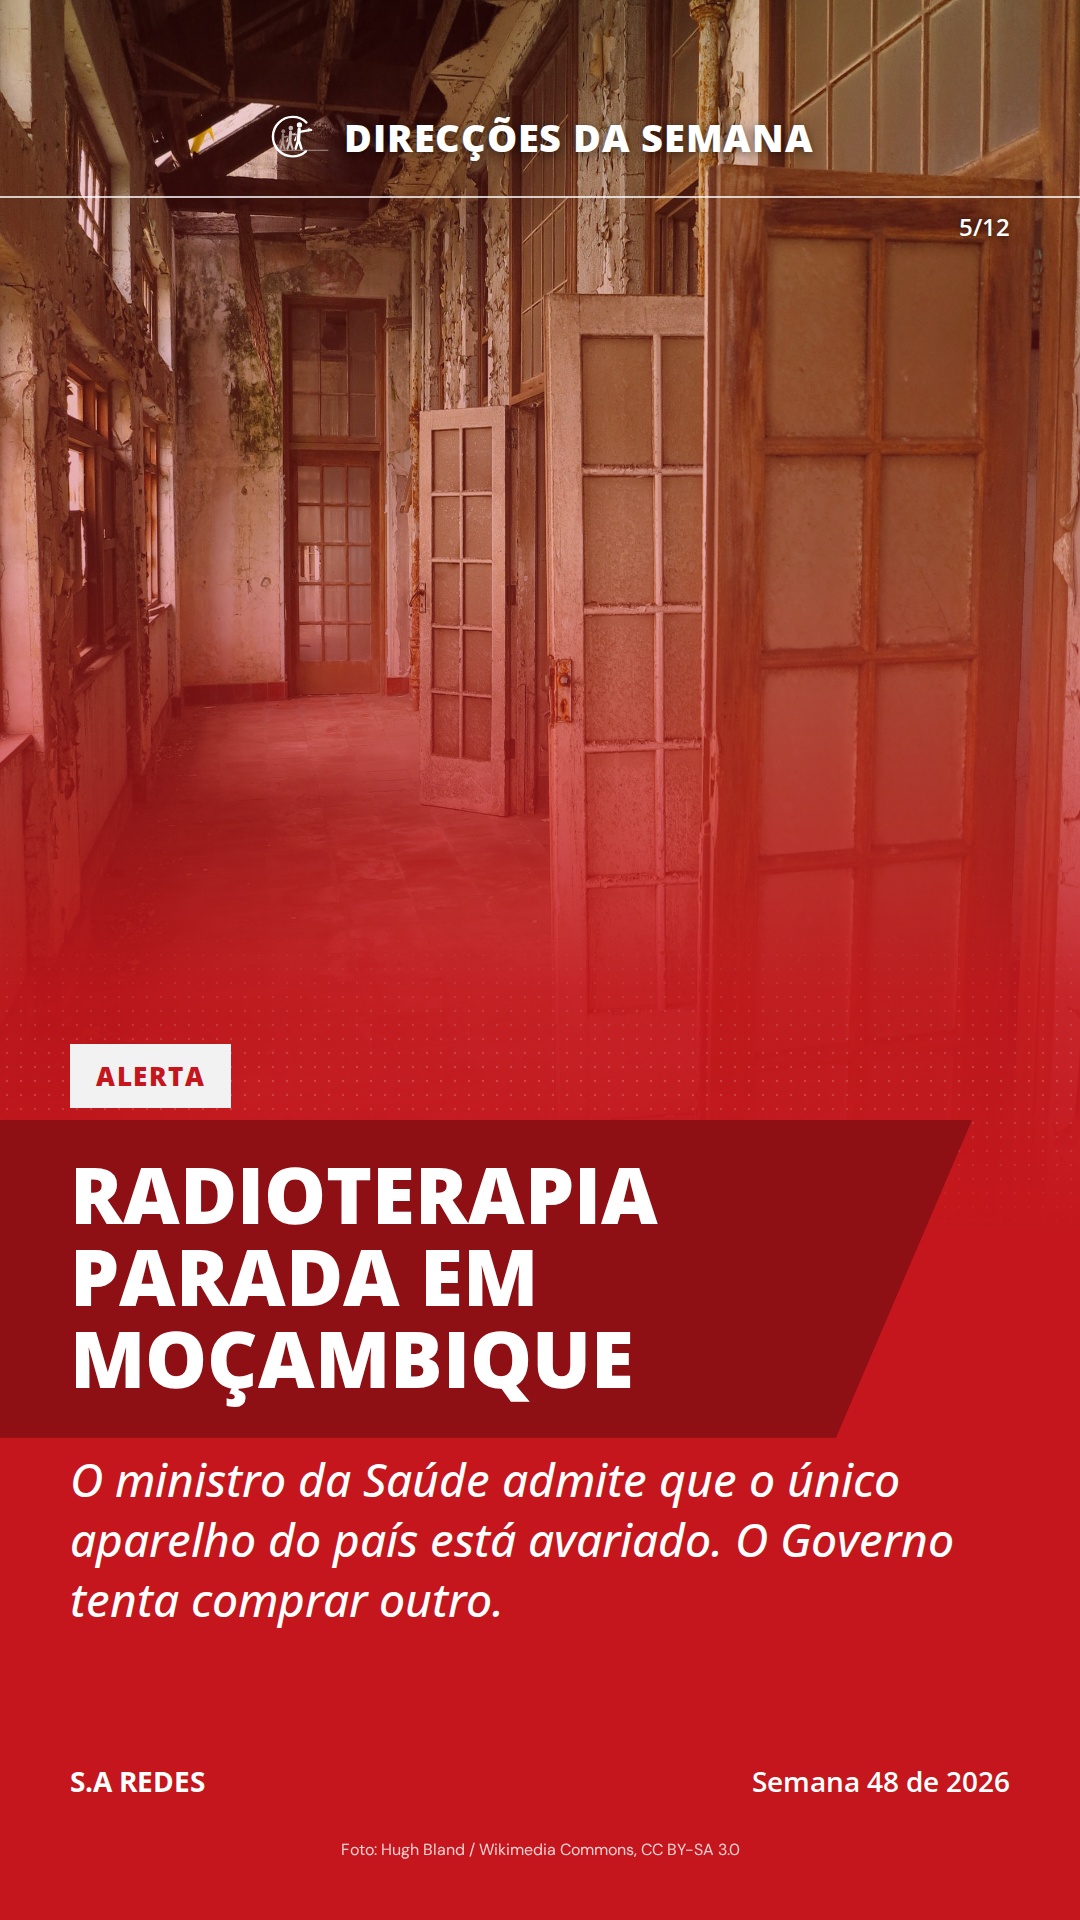 DIRECÇÕES DA SEMANA
5/12
ALERTA
RADIOTERAPIA
PARADA EM
MOÇAMBIQUE
O ministro da Saúde admite que o único
aparelho do país está avariado. O Governo
tenta comprar outro.
S.A REDES
Semana 48 de 2026
Foto: Hugh Bland / Wikimedia Commons, CC BY-SA 3.0